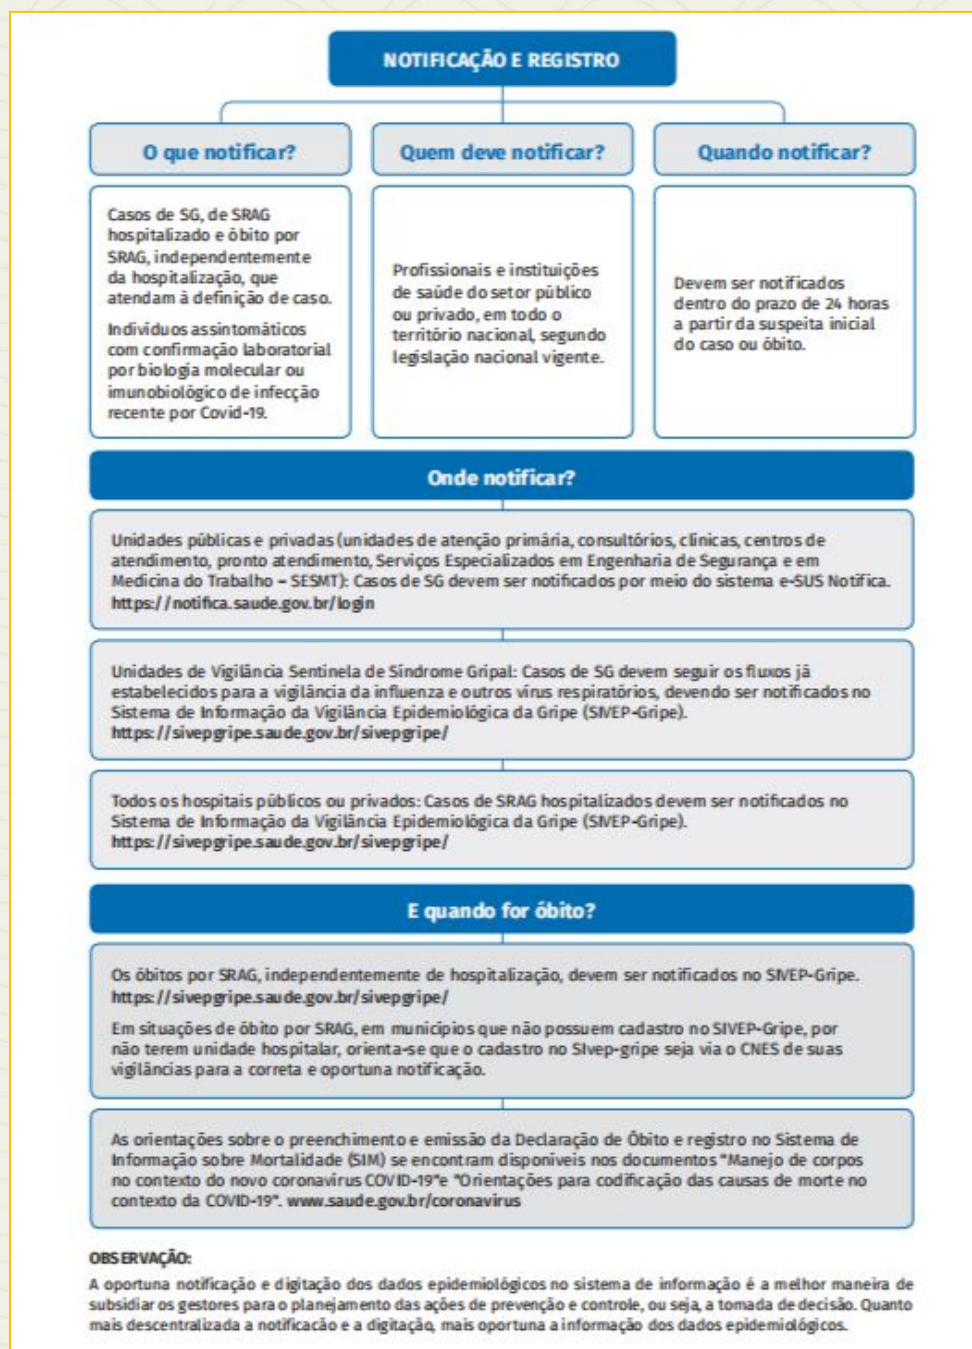 NOTIFICAÇÃO E REGISTRO
O que notificar?
Casos de SG, de SRAG
hospitalizado e óbito por
SRAG, independentemente
da hospitalização, que
atendam à definição de caso.
Indivíduos assintomáticos
com confirmação laboratorial
por biologia molecular ou
imunobiológico de infecção
recente por Covid-19.
Quem deve notificar?
Profissionais e instituições
de saúde do setor público
ou privado, em todo o
território nacional, segundo
legislação nacional vigente.
Quando notificar?
Devem ser notificados
dentro do prazo de 24 horas
a partir da suspeita inicial
do caso ou óbito.
Onde notificar?
Unidades públicas e privadas (unidades de atenção primária, consultórios, clínicas, centros de
atendimento, pronto atendimento, Serviços Especializados em Engenharia de Segurança e em
Medicina do Trabalho – SESMT): Casos de SG devem ser notificados por meio do sistema e-SUS Notifica.
https://notifica.saude.gov.br/login
Unidades de Vigilância Sentinela de Síndrome Gripal: Casos de SG devem seguir os fluxos já
estabelecidos para a vigilância da influenza e outros vírus respiratórios, devendo ser notificados no
Sistema de Informação da Vigilância Epidemiológica da Gripe (SIVEP-Gripe).
https://sivepgripe.saude.gov.br/sivepgripe/
Todos os hospitais públicos ou privados: Casos de SRAG hospitalizados devem ser notificados no
Sistema de Informação da Vigilância Epidemiológica da Gripe (SIVEP-Gripe).
https://sivepgripe.saude.gov.br/sivepgripe/
E quando for óbito?
Os óbitos por SRAG, independentemente de hospitalização, devem ser notificados no SIVEP-Gripe.
https://sivepgripe.saude.gov.br/sivepgripe/
Em situações de óbito por SRAG, em municípios que não possuem cadastro no SIVEP-Gripe, por
não terem unidade hospitalar, orienta-se que o cadastro no SIvep-gripe seja via o CNES de suas
vigilâncias para a correta e oportuna notificação.
As orientações sobre o preenchimento e emissão da Declaração de Óbito e registro no Sistema de
Informação sobre Mortalidade (SIM) se encontram disponíveis nos documentos "Manejo de corpos
no contexto do novo coronavírus COVID-19"e "Orientações para codificação das causas de morte no
contexto da COVID-19". www.saude.gov.br/coronavirus
OBSERVAÇÃO:
A oportuna notificação e digitação dos dados epidemiológicos no sistema de informação é a melhor maneira de
subsidiar os gestores para o planejamento das ações de prevenção e controle, ou seja, a tomada de decisão. Quanto
mais descentralizada a notificação e a digitação, mais oportuna a informação dos dados epidemiológicos.